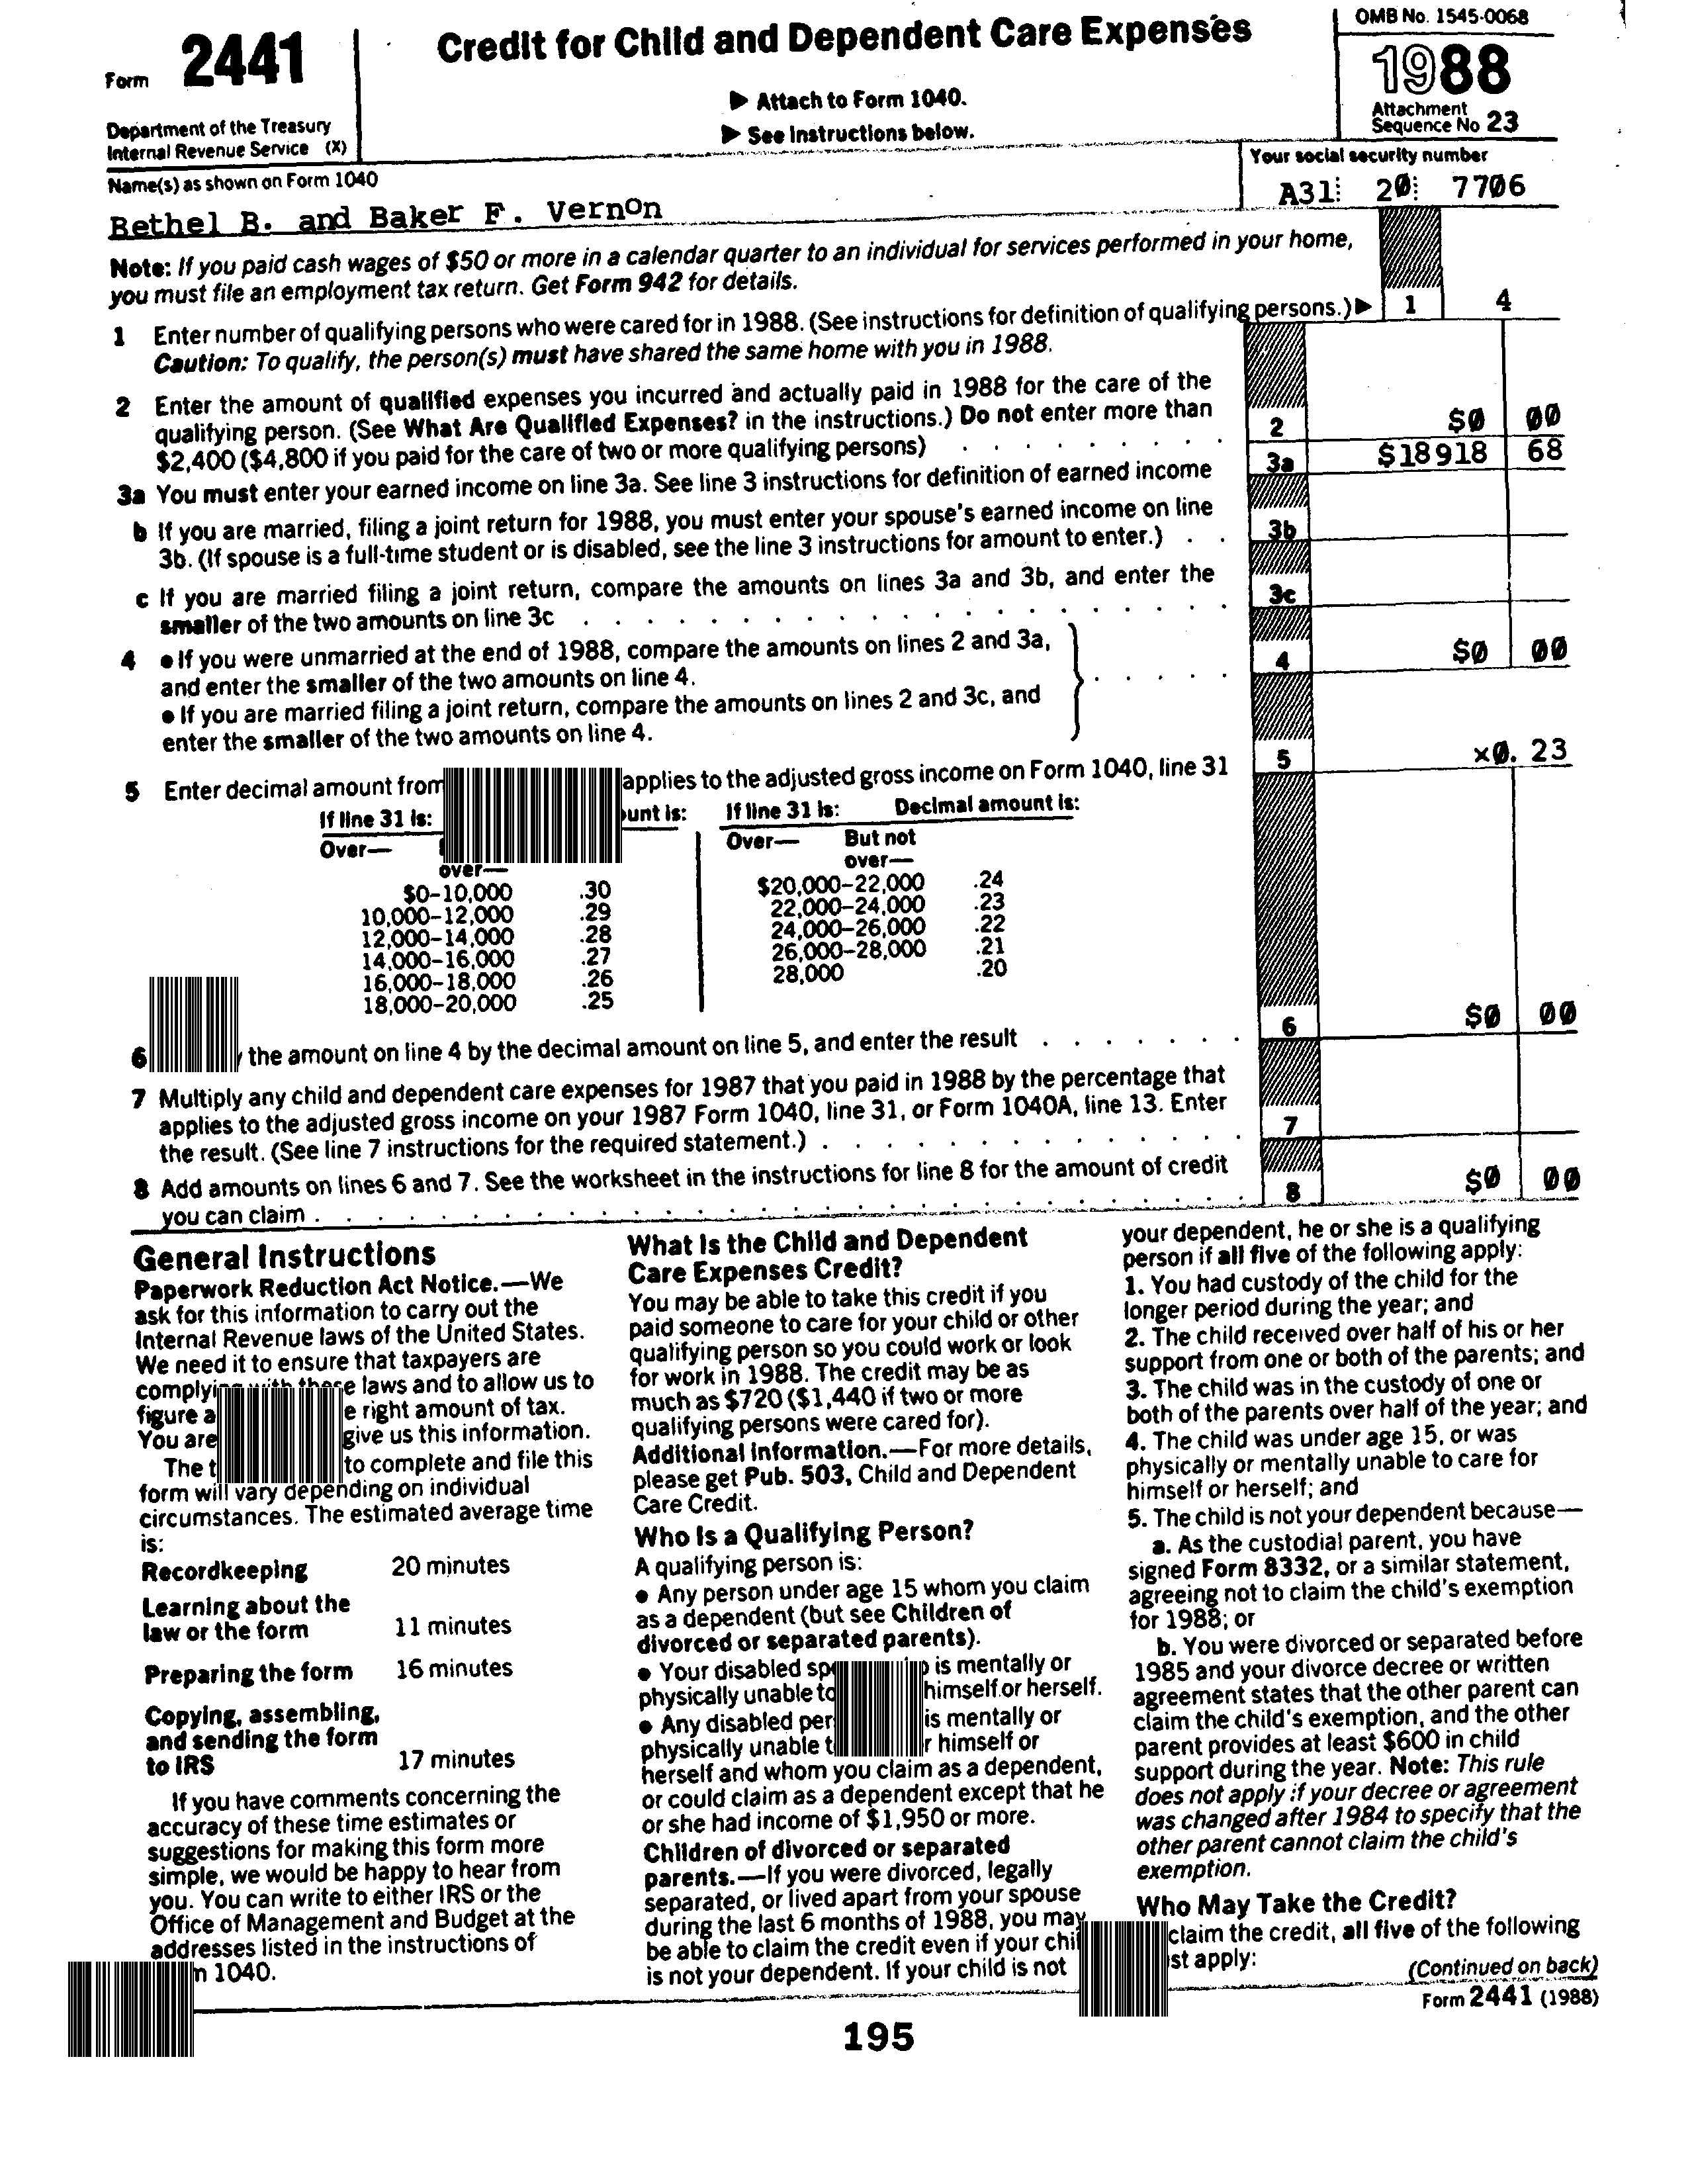 Form 2441
Department of the Treasury
Internal Revenue Service (X)
Credit for Child and Dependent Care Expenses
▶ Attach to Form 1040.
▶ See Instructions below.
OMB No. 1545-0068
1988
Attachment
Sequence No 23
Name(s) as shown on Form 1040
Bethel B. and Baker F. Vernon
Your social security number
A31 20 7706
Note: If you paid cash wages of $50 or more in a calendar quarter to an individual for services performed in your home,
you must file an employment tax return. Get Form 942 for details.
1 Enter number of qualifying persons who were cared for in 1988. (See instructions for definition of qualifying persons.) ▶ 1 4
Caution: To qualify, the person(s) must have shared the same home with you in 1988.
2 Enter the amount of qualified expenses you incurred and actually paid in 1988 for the care of the
qualifying person. (See What Are Qualified Expenses? in the instructions.) Do not enter more than
$2,400 ($4,800 if you paid for the care of two or more qualifying persons) . . . . . . . . . 2 $0 00
3a You must enter your earned income on line 3a. See line 3 instructions for definition of earned income 3a $18918 68
b If you are married, filing a joint return for 1988, you must enter your spouse's earned income on line
3b. (If spouse is a full-time student or is disabled, see the line 3 instructions for amount to enter.) . . 3b
c If you are married filing a joint return, compare the amounts on lines 3a and 3b, and enter the
smaller of the two amounts on line 3c . . . . . . . . . . . . . . . . 3c
4 ● If you were unmarried at the end of 1988, compare the amounts on lines 2 and 3a,
and enter the smaller of the two amounts on line 4. . . . . . 4 $0 00
● If you are married filing a joint return, compare the amounts on lines 2 and 3c, and
enter the smaller of the two amounts on line 4.
5 Enter decimal amount from applies to the adjusted gross income on Form 1040, line 31 5 ×0. 23
If line 31 is: unt is: If line 31 is: Decimal amount is:
Over— over— Over— But not over—
$0–10,000 .30 $20,000–22,000 .24
10,000–12,000 .29 22,000–24,000 .23
12,000–14,000 .28 24,000–26,000 .22
14,000–16,000 .27 26,000–28,000 .21
16,000–18,000 .26 28,000 .20
18,000–20,000 .25
6 the amount on line 4 by the decimal amount on line 5, and enter the result . . . . . . . 6 $0 00
7 Multiply any child and dependent care expenses for 1987 that you paid in 1988 by the percentage that
applies to the adjusted gross income on your 1987 Form 1040, line 31, or Form 1040A, line 13. Enter
the result. (See line 7 instructions for the required statement.) . . . . . . . . . . . . . 7
8 Add amounts on lines 6 and 7. See the worksheet in the instructions for line 8 for the amount of credit
you can claim . . . . . . . . . . . . . . . . . . . . . . 8 $0 00
General Instructions
Paperwork Reduction Act Notice.—We
ask for this information to carry out the
Internal Revenue laws of the United States.
We need it to ensure that taxpayers are
complying with these laws and to allow us to
figure a e right amount of tax.
You are give us this information.
The t to complete and file this
form will vary depending on individual
circumstances. The estimated average time
is:
Recordkeeping 20 minutes
Learning about the
law or the form 11 minutes
Preparing the form 16 minutes
Copying, assembling,
and sending the form
to IRS 17 minutes
If you have comments concerning the
accuracy of these time estimates or
suggestions for making this form more
simple, we would be happy to hear from
you. You can write to either IRS or the
Office of Management and Budget at the
addresses listed in the instructions of
1040.
What Is the Child and Dependent
Care Expenses Credit?
You may be able to take this credit if you
paid someone to care for your child or other
qualifying person so you could work or look
for work in 1988. The credit may be as
much as $720 ($1,440 if two or more
qualifying persons were cared for).
Additional information.—For more details,
please get Pub. 503, Child and Dependent
Care Credit.
Who Is a Qualifying Person?
A qualifying person is:
● Any person under age 15 whom you claim
as a dependent (but see Children of
divorced or separated parents).
● Your disabled is mentally or
physically unable himself or herself.
● Any disabled is mentally or
physically unable himself or
herself and whom you claim as a dependent,
or could claim as a dependent except that he
or she had income of $1,950 or more.
Children of divorced or separated
parents.—If you were divorced, legally
separated, or lived apart from your spouse
during the last 6 months of 1988, you may
be able to claim the credit even if your chi
is not your dependent. If your child is not
your dependent, he or she is a qualifying
person if all five of the following apply:
1. You had custody of the child for the
longer period during the year; and
2. The child received over half of his or her
support from one or both of the parents; and
3. The child was in the custody of one or
both of the parents over half of the year; and
4. The child was under age 15, or was
physically or mentally unable to care for
himself or herself; and
5. The child is not your dependent because—
a. As the custodial parent, you have
signed Form 8332, or a similar statement,
agreeing not to claim the child's exemption
for 1988; or
b. You were divorced or separated before
1985 and your divorce decree or written
agreement states that the other parent can
claim the child's exemption, and the other
parent provides at least $600 in child
support during the year. Note: This rule
does not apply if your decree or agreement
was changed after 1984 to specify that the
other parent cannot claim the child's
exemption.
Who May Take the Credit?
claim the credit, all five of the following
st apply:
(Continued on back)
Form 2441 (1988)
195